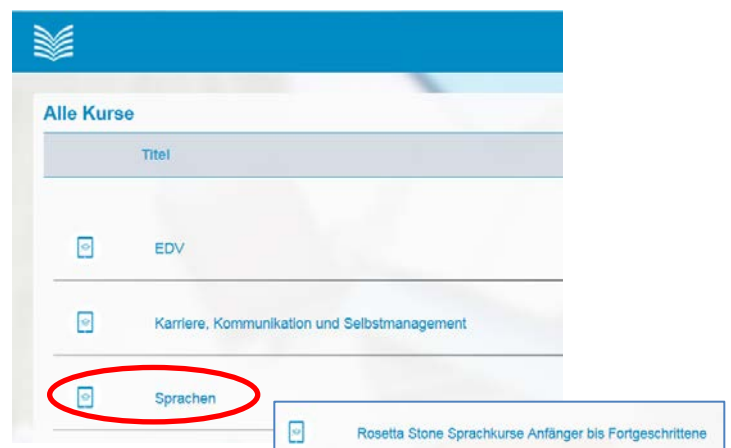 Alle Kurse
Titel
EDV
Karriere, Kommunikation und Selbstmanagement
Sprachen
Rosetta Stone Sprachkurse Anfänger bis Fortgeschrittene